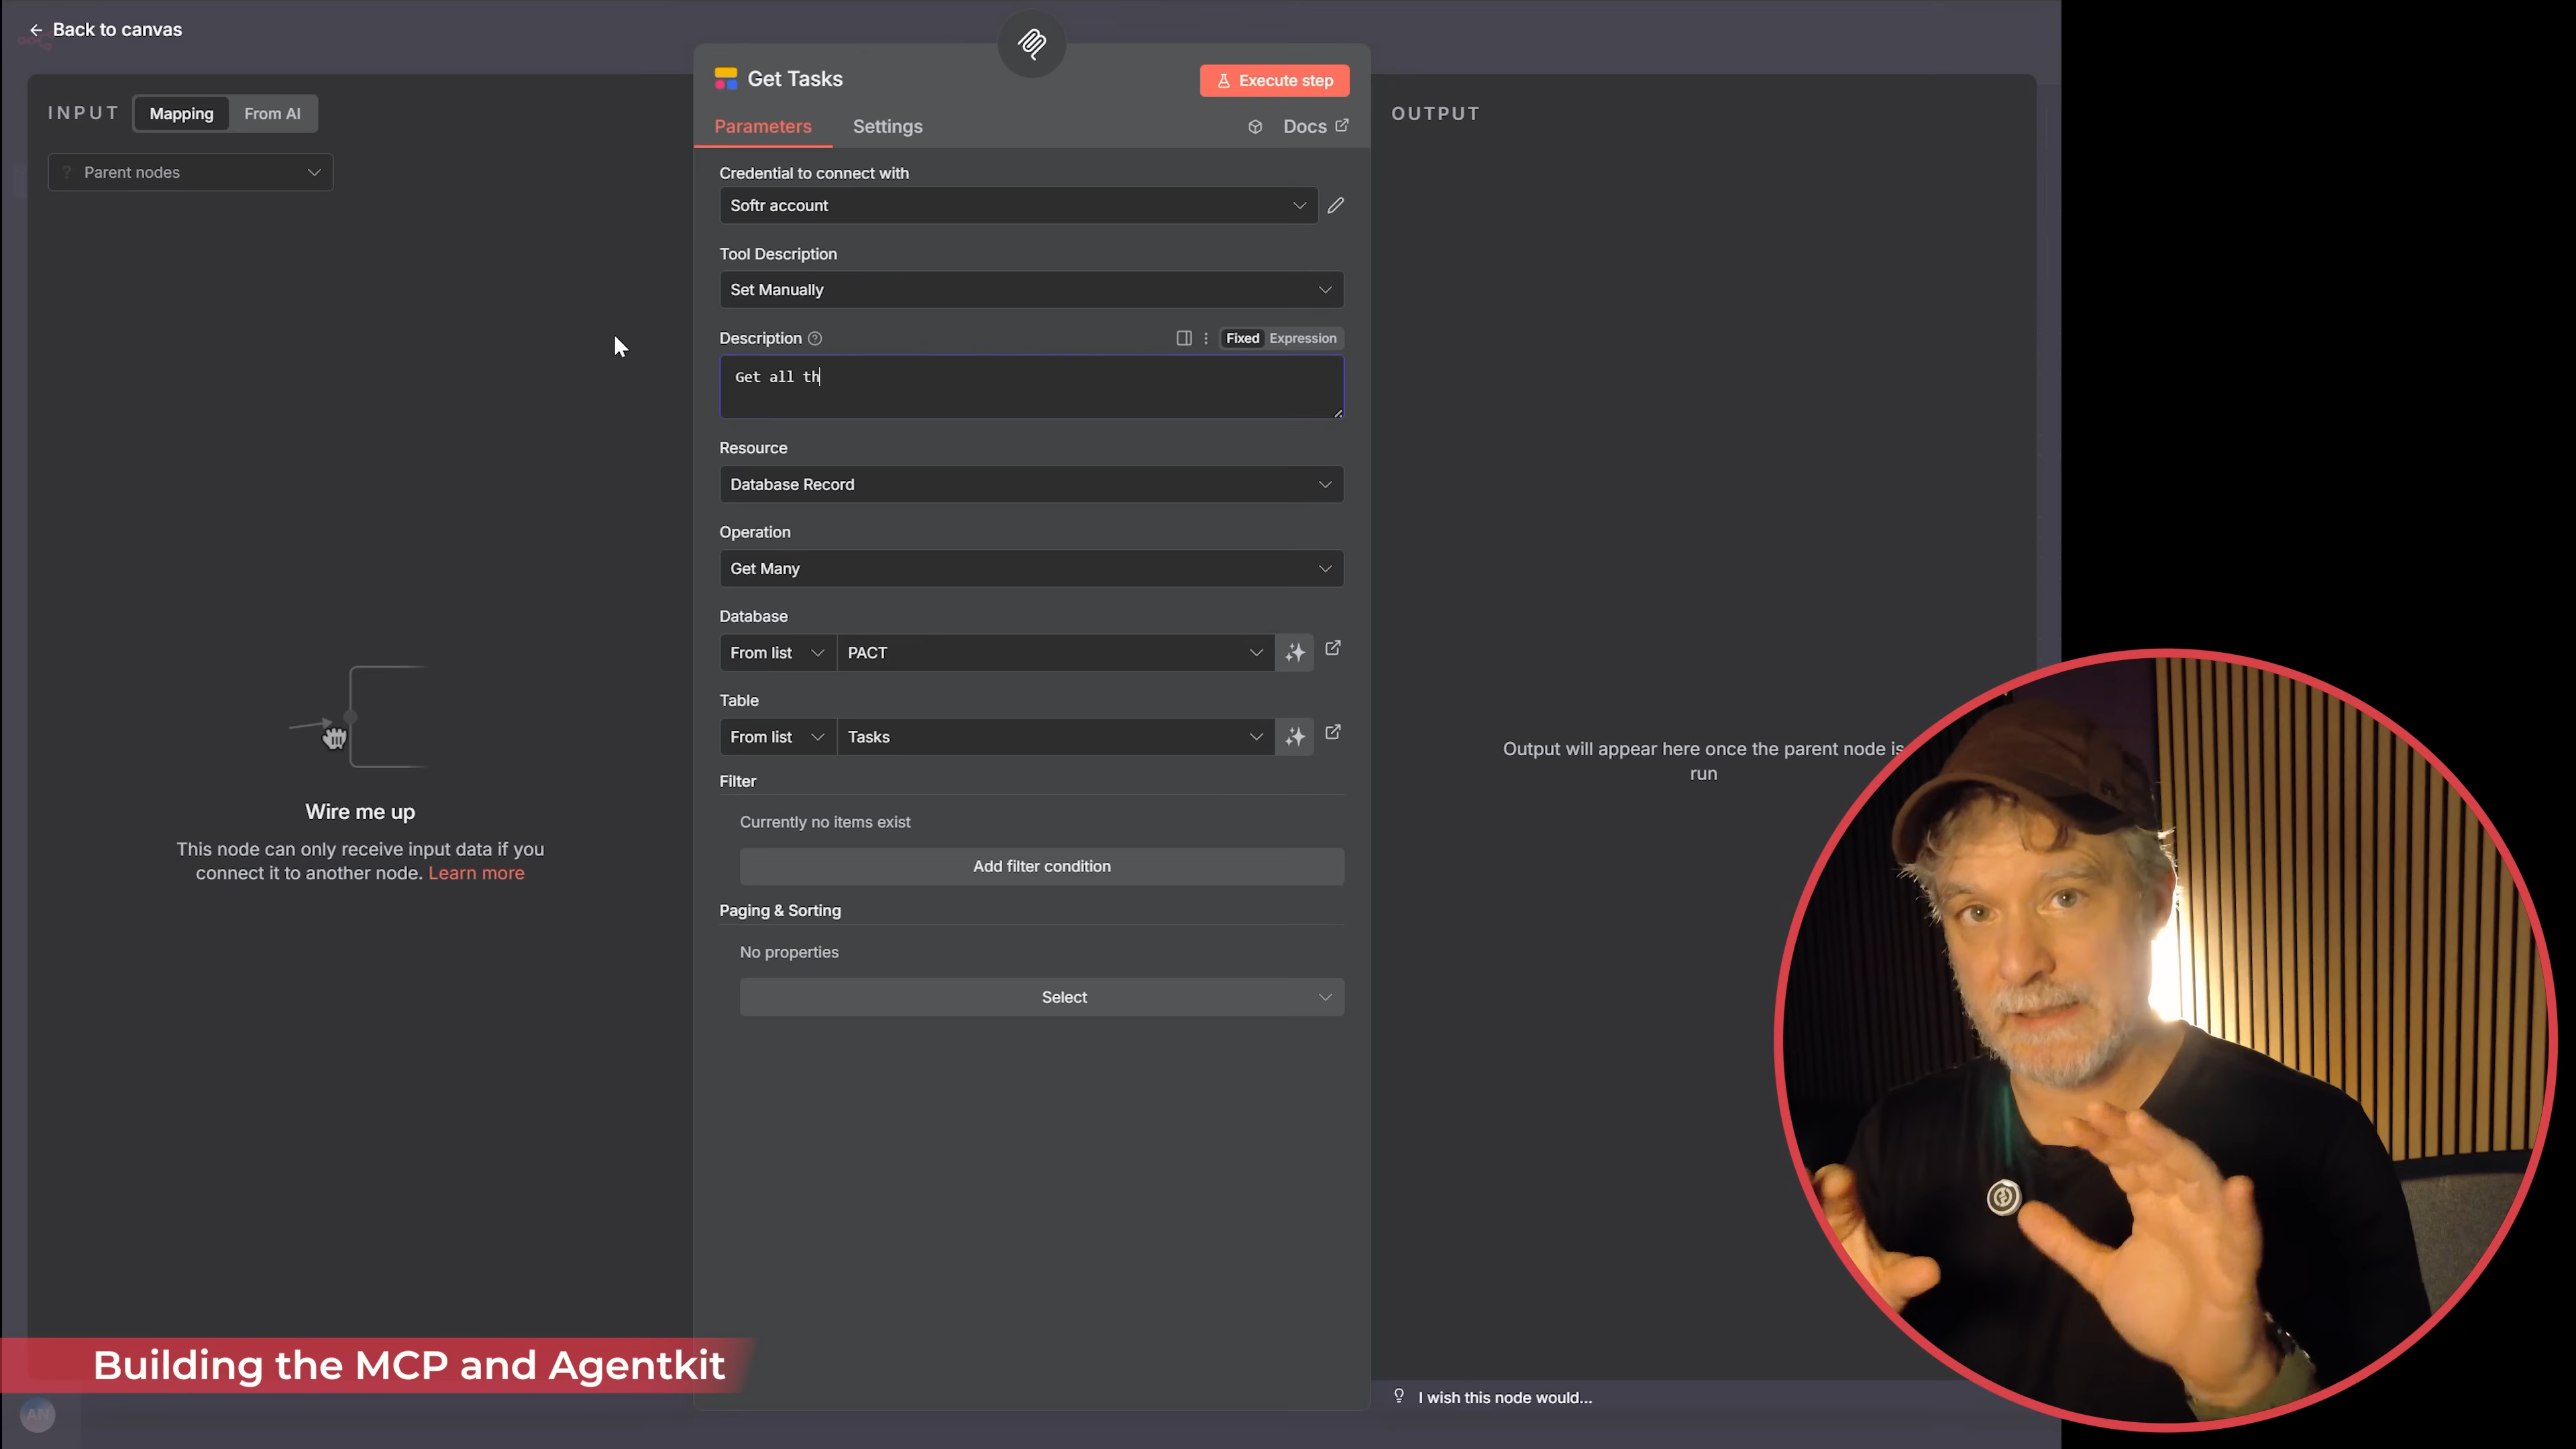 Back to canvas
INPUT
Mapping
From AI
Parent nodes
Wire me up
This node can only receive input data if you
connect it to another node. Learn more
Get Tasks
Execute step
Parameters
Settings
Docs
Credential to connect with
Softr account
Tool Description
Set Manually
Description
Fixed
Expression
Get all th
Resource
Database Record
Operation
Get Many
Database
From list
PACT
Table
From list
Tasks
Filter
Currently no items exist
Add filter condition
Paging & Sorting
No properties
Select
OUTPUT
Output will appear here once the parent node is
run
I wish this node would...
Building the MCP and Agentkit
AN